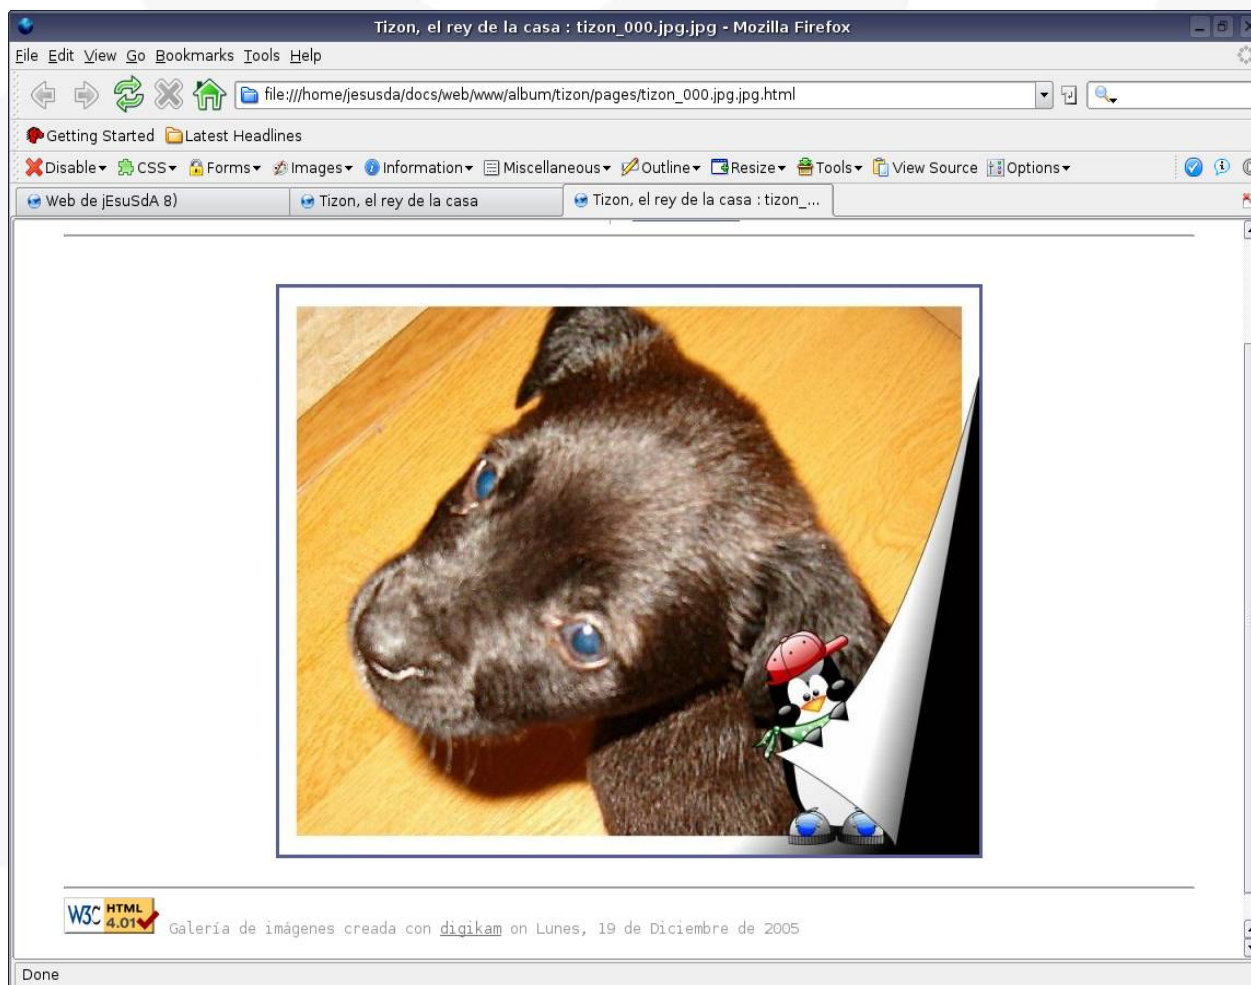 Tizon, el rey de la casa : tizon_000.jpg.jpg - Mozilla Firefox
File Edit View Go Bookmarks Tools Help
file:///home/jesusda/docs/web/www/album/tizon/pages/tizon_000.jpg.jpg.html
Getting Started Latest Headlines
Disable CSS Forms Images Information Miscellaneous Outline Resize Tools View Source Options
Web de jEsuSdA 8) Tizon, el rey de la casa Tizon, el rey de la casa : tizon_...
W3C HTML 4.01
Galería de imágenes creada con digikam on Lunes, 19 de Diciembre de 2005
Done